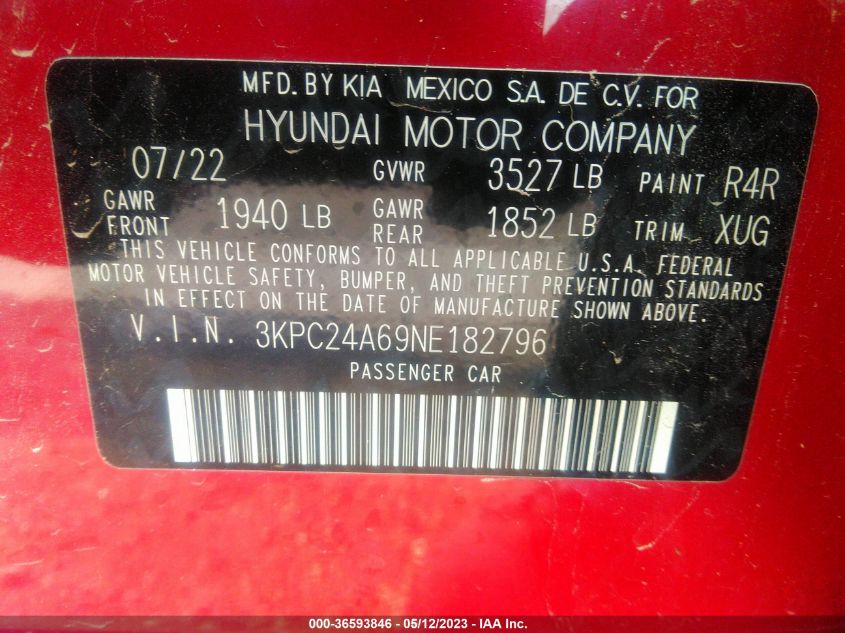 MFD. BY KIA MEXICO S.A. DE C.V. FOR
HYUNDAI MOTOR COMPANY
07/22 GVWR 3527 LB PAINT R4R
GAWR FRONT 1940 LB GAWR REAR 1852 LB TRIM XUG
THIS VEHICLE CONFORMS TO ALL APPLICABLE U.S.A. FEDERAL
MOTOR VEHICLE SAFETY, BUMPER, AND THEFT PREVENTION STANDARDS
IN EFFECT ON THE DATE OF MANUFACTURE SHOWN ABOVE.
V.I.N. 3KPC24A69NE182796
PASSENGER CAR
000-36593846 - 05/12/2023 - IAA Inc.